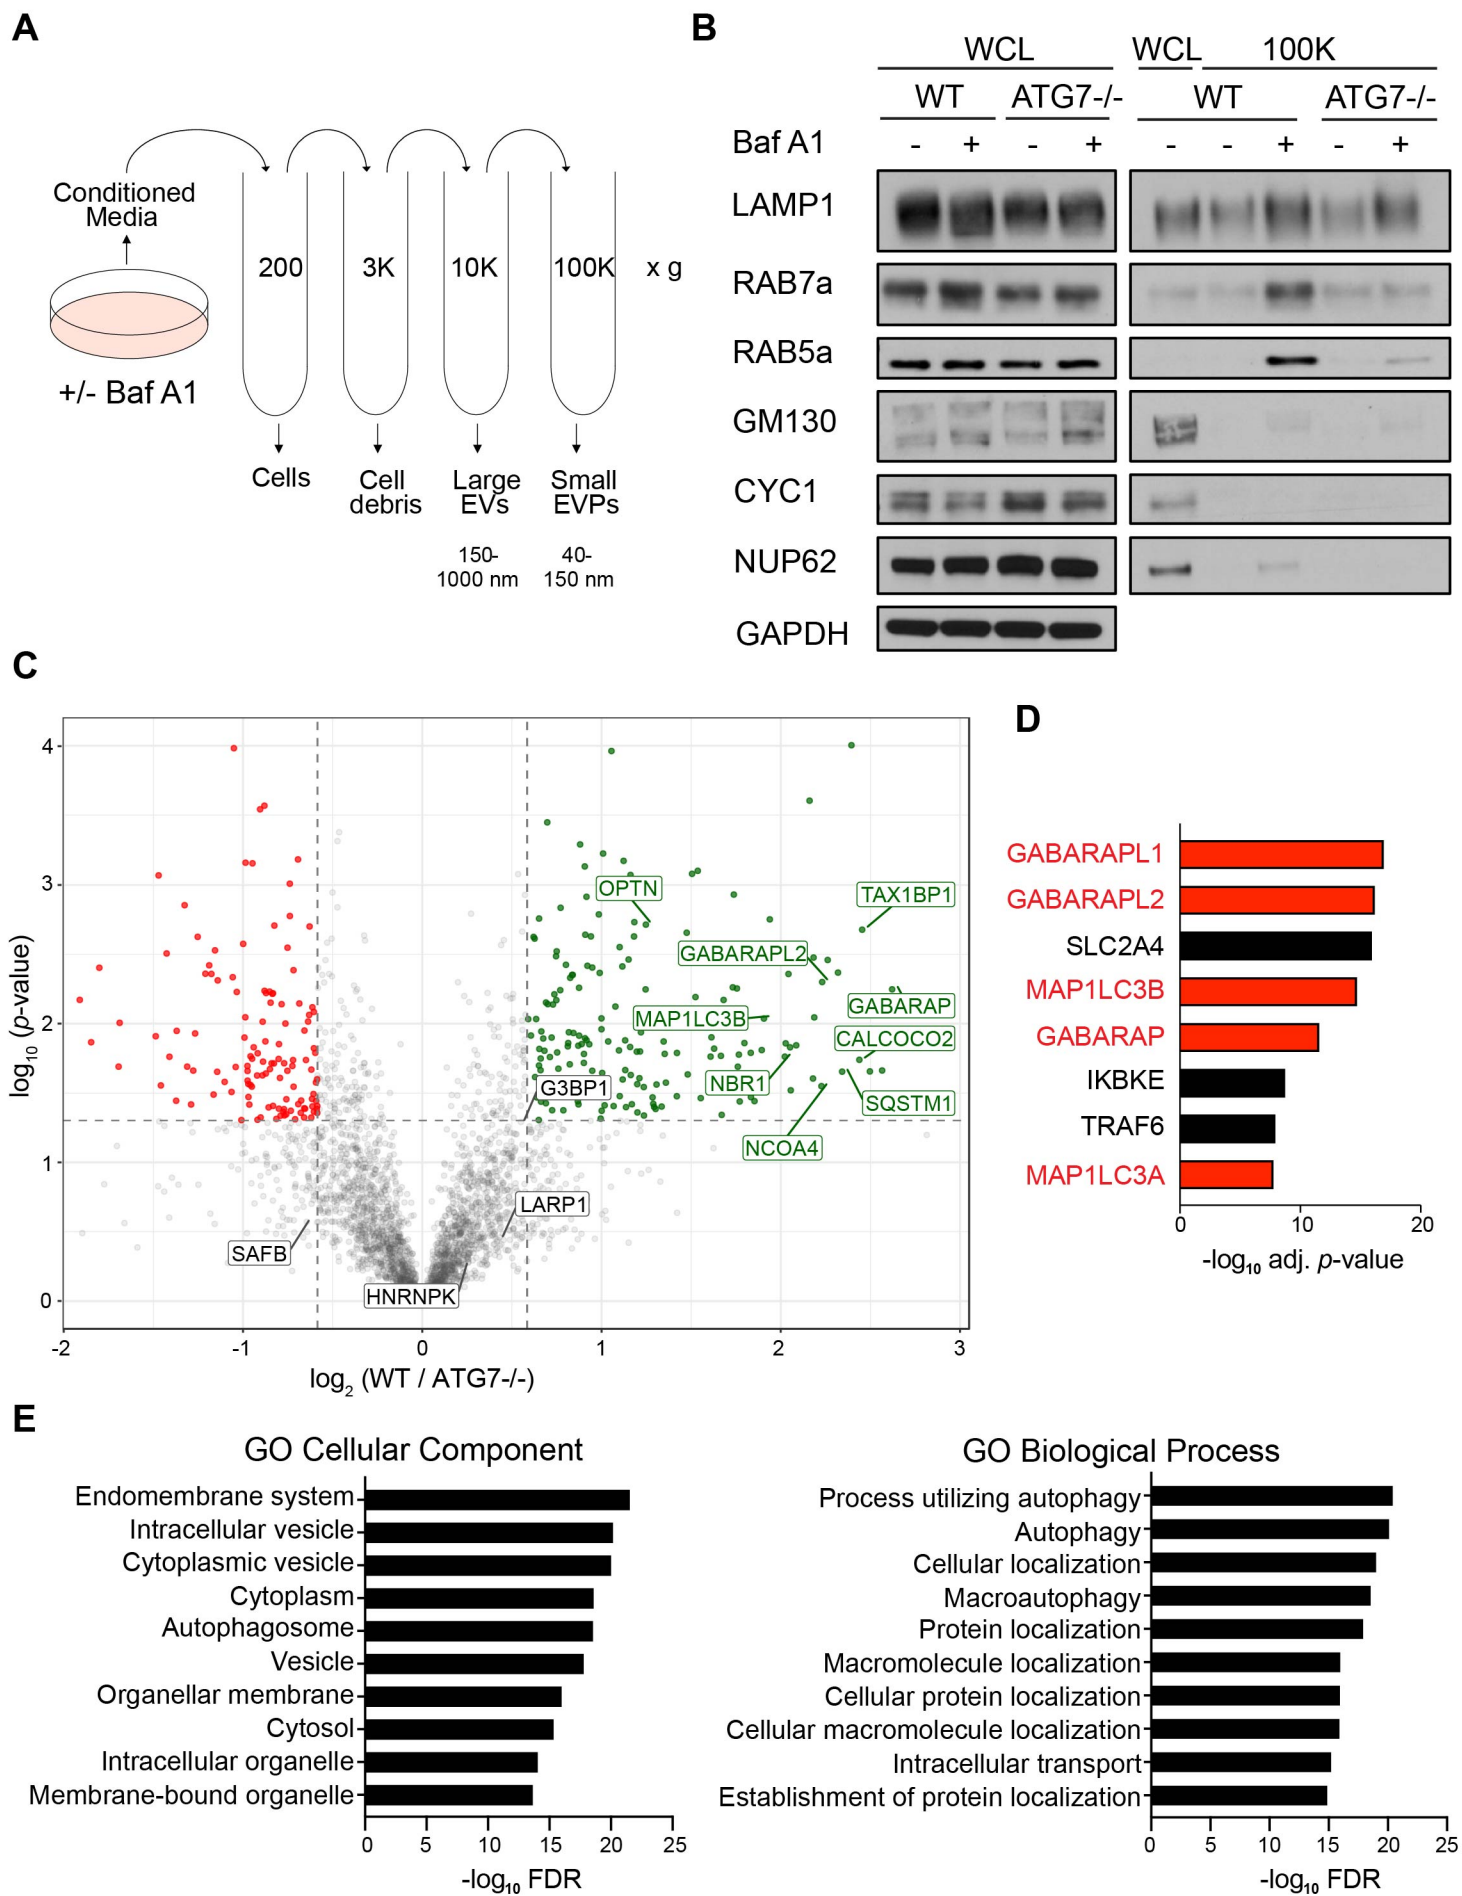 A
Conditioned
Media
+/- Baf A1
200
3K
10K
100K
x g
Cells
Cell
debris
Large
EVs
Small
EVPs
150-
1000 nm
40-
150 nm
B
WCL
WCL
100K
WT
ATG7-/-
WT
ATG7-/-
Baf A1
- + - +
- - + - +
LAMP1
RAB7a
RAB5a
GM130
CYC1
NUP62
GAPDH
C
4
3
2
1
0
-2
-1
0
1
2
3
log10 (p-value)
log2 (WT / ATG7-/-)
OPTN
TAX1BP1
GABARAPL2
GABARAP
MAP1LC3B
CALCOCO2
G3BP1
NBR1
SQSTM1
NCOA4
LARP1
SAFB
HNRNPK
D
GABARAPL1
GABARAPL2
SLC2A4
MAP1LC3B
GABARAP
IKBKE
TRAF6
MAP1LC3A
0
10
20
-log10 adj. p-value
E
GO Cellular Component
Endomembrane system
Intracellular vesicle
Cytoplasmic vesicle
Cytoplasm
Autophagosome
Vesicle
Organellar membrane
Cytosol
Intracellular organelle
Membrane-bound organelle
0 5 10 15 20 25
-log10 FDR
GO Biological Process
Process utilizing autophagy
Autophagy
Cellular localization
Macroautophagy
Protein localization
Macromolecule localization
Cellular protein localization
Cellular macromolecule localization
Intracellular transport
Establishment of protein localization
0 5 10 15 20 25
-log10 FDR